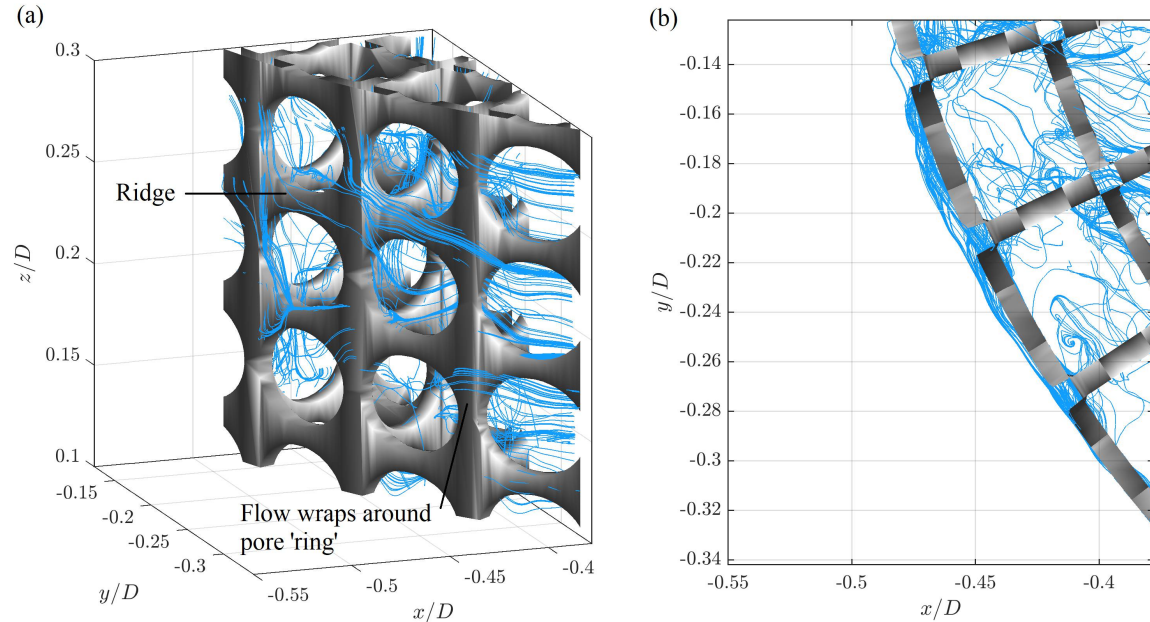 (a)
0.3
0.25
0.2
0.15
0.1
z/D
Ridge
Flow wraps around
pore 'ring'
-0.15
-0.2
-0.25
-0.3
y/D
-0.55
-0.5
-0.45
-0.4
x/D
(b)
-0.14
-0.16
-0.18
-0.2
-0.22
-0.24
-0.26
-0.28
-0.3
-0.32
-0.34
y/D
-0.55
-0.5
-0.45
-0.4
x/D